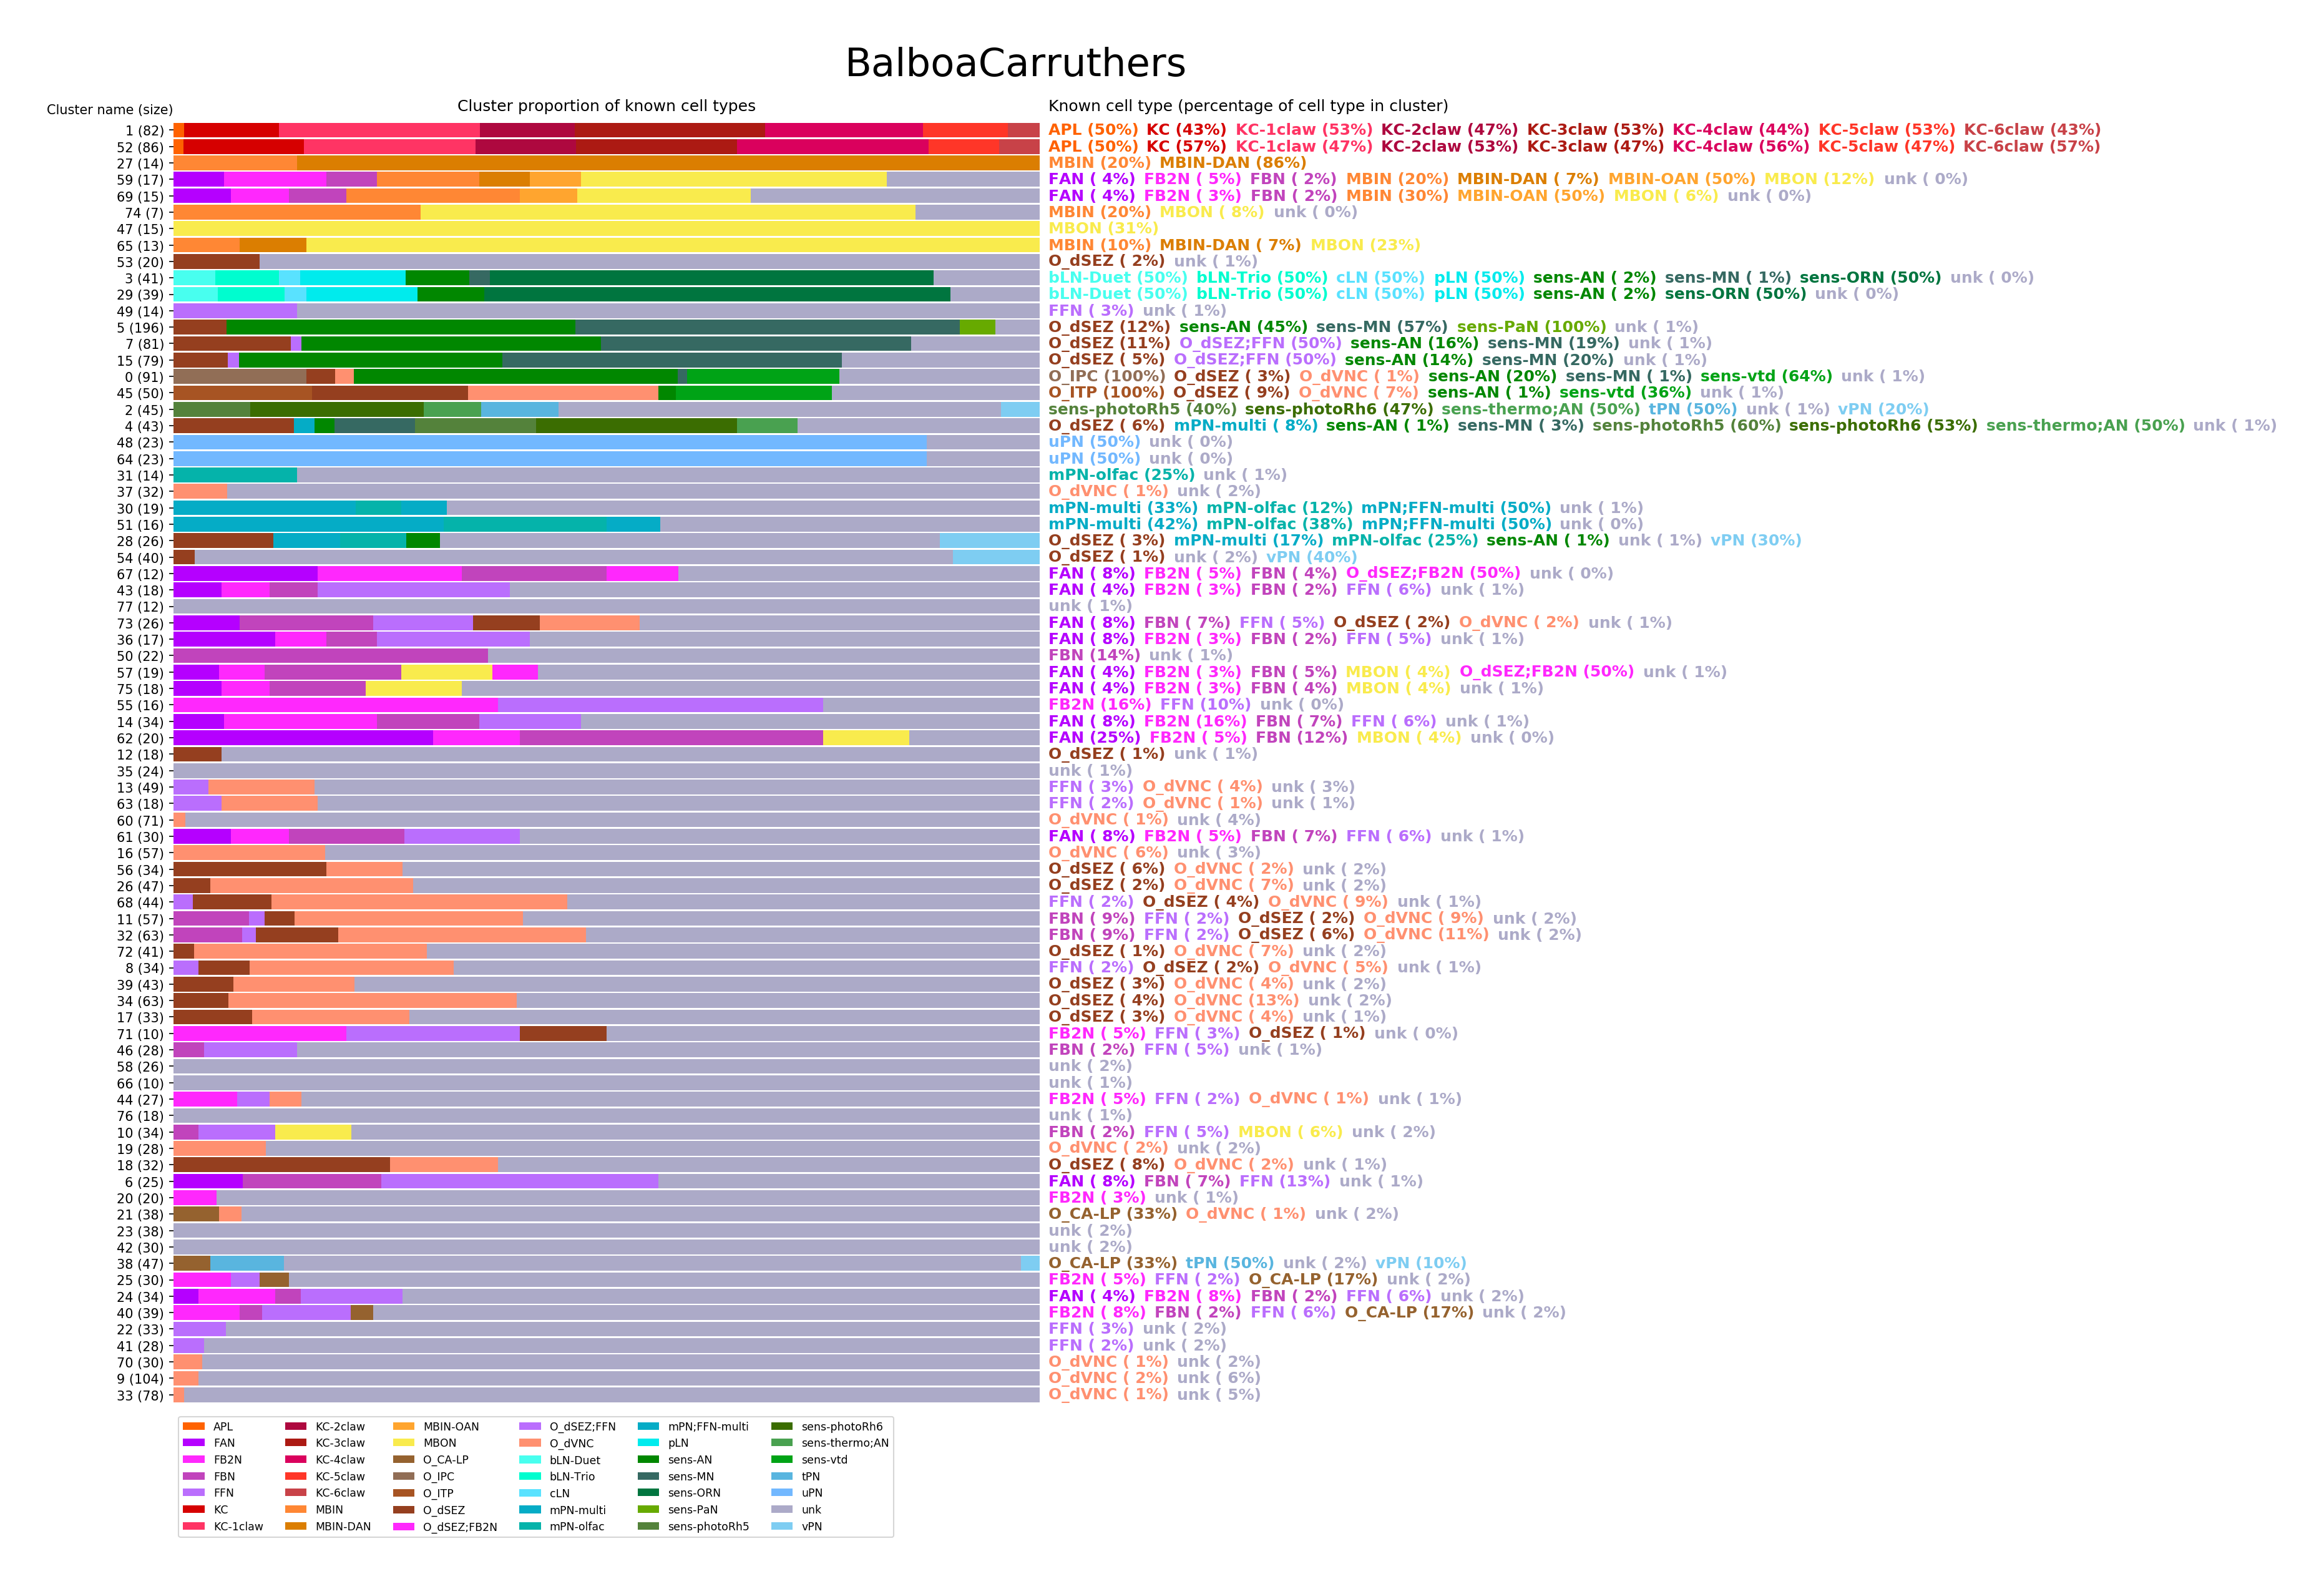 BalboaCarruthers
Cluster name (size) Cluster proportion of known cell types Known cell type (percentage of cell type in cluster)
1 (82) APL (50%) KC (43%) KC-1claw (53%) KC-2claw (47%) KC-3claw (53%) KC-4claw (44%) KC-5claw (53%) KC-6claw (43%)
52 (86) APL (50%) KC (57%) KC-1claw (47%) KC-2claw (53%) KC-3claw (47%) KC-4claw (56%) KC-5claw (47%) KC-6claw (57%)
27 (14) MBIN (20%) MBIN-DAN (86%)
59 (17) FAN ( 4%) FB2N ( 5%) FBN ( 2%) MBIN (20%) MBIN-DAN ( 7%) MBIN-OAN (50%) MBON (12%) unk ( 0%)
69 (15) FAN ( 4%) FB2N ( 3%) FBN ( 2%) MBIN (30%) MBIN-OAN (50%) MBON ( 6%) unk ( 0%)
74 (7) MBIN (20%) MBON ( 8%) unk ( 0%)
47 (15) MBON (31%)
65 (13) MBIN (10%) MBIN-DAN ( 7%) MBON (23%)
53 (20) O_dSEZ ( 2%) unk ( 1%)
3 (41) bLN-Duet (50%) bLN-Trio (50%) cLN (50%) pLN (50%) sens-AN ( 2%) sens-MN ( 1%) sens-ORN (50%) unk ( 0%)
29 (39) bLN-Duet (50%) bLN-Trio (50%) cLN (50%) pLN (50%) sens-AN ( 2%) sens-ORN (50%) unk ( 0%)
49 (14) FFN ( 3%) unk ( 1%)
5 (196) O_dSEZ (12%) sens-AN (45%) sens-MN (57%) sens-PaN (100%) unk ( 1%)
7 (81) O_dSEZ (11%) O_dSEZ;FFN (50%) sens-AN (16%) sens-MN (19%) unk ( 1%)
15 (79) O_dSEZ ( 5%) O_dSEZ;FFN (50%) sens-AN (14%) sens-MN (20%) unk ( 1%)
0 (91) O_IPC (100%) O_dSEZ ( 3%) O_dVNC ( 1%) sens-AN (20%) sens-MN ( 1%) sens-vtd (64%) unk ( 1%)
45 (50) O_ITP (100%) O_dSEZ ( 9%) O_dVNC ( 7%) sens-AN ( 1%) sens-vtd (36%) unk ( 1%)
2 (45) sens-photoRh5 (40%) sens-photoRh6 (47%) sens-thermo;AN (50%) tPN (50%) unk ( 1%) vPN (20%)
4 (43) O_dSEZ ( 6%) mPN-multi ( 8%) sens-AN ( 1%) sens-MN ( 3%) sens-photoRh5 (60%) sens-photoRh6 (53%) sens-thermo;AN (50%) unk ( 1%)
48 (23) uPN (50%) unk ( 0%)
64 (23) uPN (50%) unk ( 0%)
31 (14) mPN-olfac (25%) unk ( 1%)
37 (32) O_dVNC ( 1%) unk ( 2%)
30 (19) mPN-multi (33%) mPN-olfac (12%) mPN;FFN-multi (50%) unk ( 1%)
51 (16) mPN-multi (42%) mPN-olfac (38%) mPN;FFN-multi (50%) unk ( 0%)
28 (26) O_dSEZ ( 3%) mPN-multi (17%) mPN-olfac (25%) sens-AN ( 1%) unk ( 1%) vPN (30%)
54 (40) O_dSEZ ( 1%) unk ( 2%) vPN (40%)
67 (12) FAN ( 8%) FB2N ( 5%) FBN ( 4%) O_dSEZ;FB2N (50%) unk ( 0%)
43 (18) FAN ( 4%) FB2N ( 3%) FBN ( 2%) FFN ( 6%) unk ( 1%)
77 (12) unk ( 1%)
73 (26) FAN ( 8%) FBN ( 7%) FFN ( 5%) O_dSEZ ( 2%) O_dVNC ( 2%) unk ( 1%)
36 (17) FAN ( 8%) FB2N ( 3%) FBN ( 2%) FFN ( 5%) unk ( 1%)
50 (22) FBN (14%) unk ( 1%)
57 (19) FAN ( 4%) FB2N ( 3%) FBN ( 5%) MBON ( 4%) O_dSEZ;FB2N (50%) unk ( 1%)
75 (18) FAN ( 4%) FB2N ( 3%) FBN ( 4%) MBON ( 4%) unk ( 1%)
55 (16) FB2N (16%) FFN (10%) unk ( 0%)
14 (34) FAN ( 8%) FB2N (16%) FBN ( 7%) FFN ( 6%) unk ( 1%)
62 (20) FAN (25%) FB2N ( 5%) FBN (12%) MBON ( 4%) unk ( 0%)
12 (18) O_dSEZ ( 1%) unk ( 1%)
35 (24) unk ( 1%)
13 (49) FFN ( 3%) O_dVNC ( 4%) unk ( 3%)
63 (18) FFN ( 2%) O_dVNC ( 1%) unk ( 1%)
60 (71) O_dVNC ( 1%) unk ( 4%)
61 (30) FAN ( 8%) FB2N ( 5%) FBN ( 7%) FFN ( 6%) unk ( 1%)
16 (57) O_dVNC ( 6%) unk ( 3%)
56 (34) O_dSEZ ( 6%) O_dVNC ( 2%) unk ( 2%)
26 (47) O_dSEZ ( 2%) O_dVNC ( 7%) unk ( 2%)
68 (44) FFN ( 2%) O_dSEZ ( 4%) O_dVNC ( 9%) unk ( 1%)
11 (57) FBN ( 9%) FFN ( 2%) O_dSEZ ( 2%) O_dVNC ( 9%) unk ( 2%)
32 (63) FBN ( 9%) FFN ( 2%) O_dSEZ ( 6%) O_dVNC (11%) unk ( 2%)
72 (41) O_dSEZ ( 1%) O_dVNC ( 7%) unk ( 2%)
8 (34) FFN ( 2%) O_dSEZ ( 2%) O_dVNC ( 5%) unk ( 1%)
39 (43) O_dSEZ ( 3%) O_dVNC ( 4%) unk ( 2%)
34 (63) O_dSEZ ( 4%) O_dVNC (13%) unk ( 2%)
17 (33) O_dSEZ ( 3%) O_dVNC ( 4%) unk ( 1%)
71 (10) FB2N ( 5%) FFN ( 3%) O_dSEZ ( 1%) unk ( 0%)
46 (28) FBN ( 2%) FFN ( 5%) unk ( 1%)
58 (26) unk ( 2%)
66 (10) unk ( 1%)
44 (27) FB2N ( 5%) FFN ( 2%) O_dVNC ( 1%) unk ( 1%)
76 (18) unk ( 1%)
10 (34) FBN ( 2%) FFN ( 5%) MBON ( 6%) unk ( 2%)
19 (28) O_dVNC ( 2%) unk ( 2%)
18 (32) O_dSEZ ( 8%) O_dVNC ( 2%) unk ( 1%)
6 (25) FAN ( 8%) FBN ( 7%) FFN (13%) unk ( 1%)
20 (20) FB2N ( 3%) unk ( 1%)
21 (38) O_CA-LP (33%) O_dVNC ( 1%) unk ( 2%)
23 (38) unk ( 2%)
42 (30) unk ( 2%)
38 (47) O_CA-LP (33%) tPN (50%) unk ( 2%) vPN (10%)
25 (30) FB2N ( 5%) FFN ( 2%) O_CA-LP (17%) unk ( 2%)
24 (34) FAN ( 4%) FB2N ( 8%) FBN ( 2%) FFN ( 6%) unk ( 2%)
40 (39) FB2N ( 8%) FBN ( 2%) FFN ( 6%) O_CA-LP (17%) unk ( 2%)
22 (33) FFN ( 3%) unk ( 2%)
41 (28) FFN ( 2%) unk ( 2%)
70 (30) O_dVNC ( 1%) unk ( 2%)
9 (104) O_dVNC ( 2%) unk ( 6%)
33 (78) O_dVNC ( 1%) unk ( 5%)
APL KC-2claw MBIN-OAN O_dSEZ;FFN mPN;FFN-multi sens-photoRh6
FAN KC-3claw MBON O_dVNC pLN sens-thermo;AN
FB2N KC-4claw O_CA-LP bLN-Duet sens-AN sens-vtd
FBN KC-5claw O_IPC bLN-Trio sens-MN tPN
FFN KC-6claw O_ITP cLN sens-ORN uPN
KC MBIN O_dSEZ mPN-multi sens-PaN unk
KC-1claw MBIN-DAN O_dSEZ;FB2N mPN-olfac sens-photoRh5 vPN